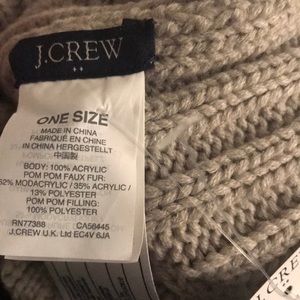 J.CREW
ONE SIZE
MADE IN CHINA
FABRIQUÉ EN CHINE
IN CHINA HERGESTELLT
中国製
BODY: 100% ACRYLIC
POM POM FAUX FUR:
52% MODACRYLIC / 35% ACRYLIC /
13% POLYESTER
POM POM FILLING:
100% POLYESTER
RN77388 CA56445
J.CREW U.K. Ltd EC4V 6JA
J.CREW